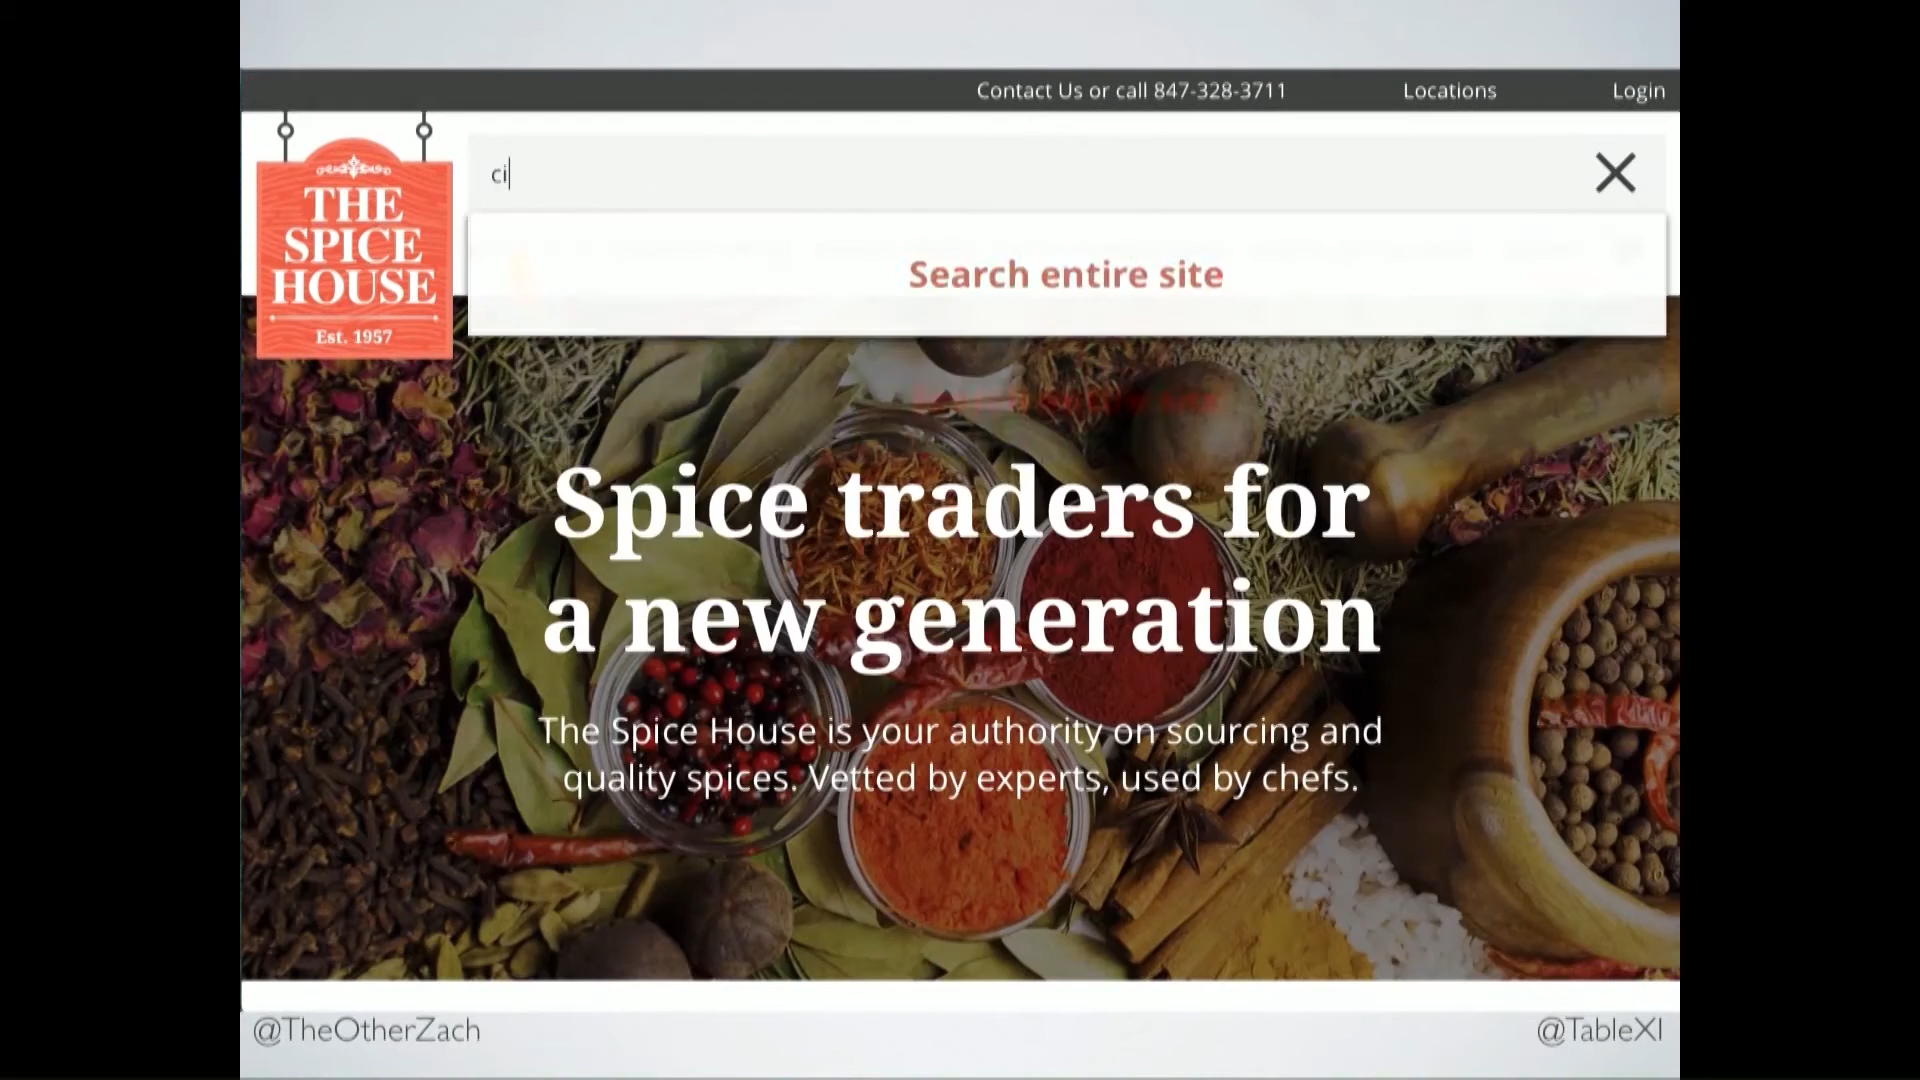 Contact Us or call 847-328-3711 Locations Login
THE
SPICE
HOUSE
Est. 1957
ci
Search entire site
Spice traders for
a new generation
The Spice House is your authority on sourcing and
quality spices. Vetted by experts, used by chefs.
@TheOtherZach @TableXI